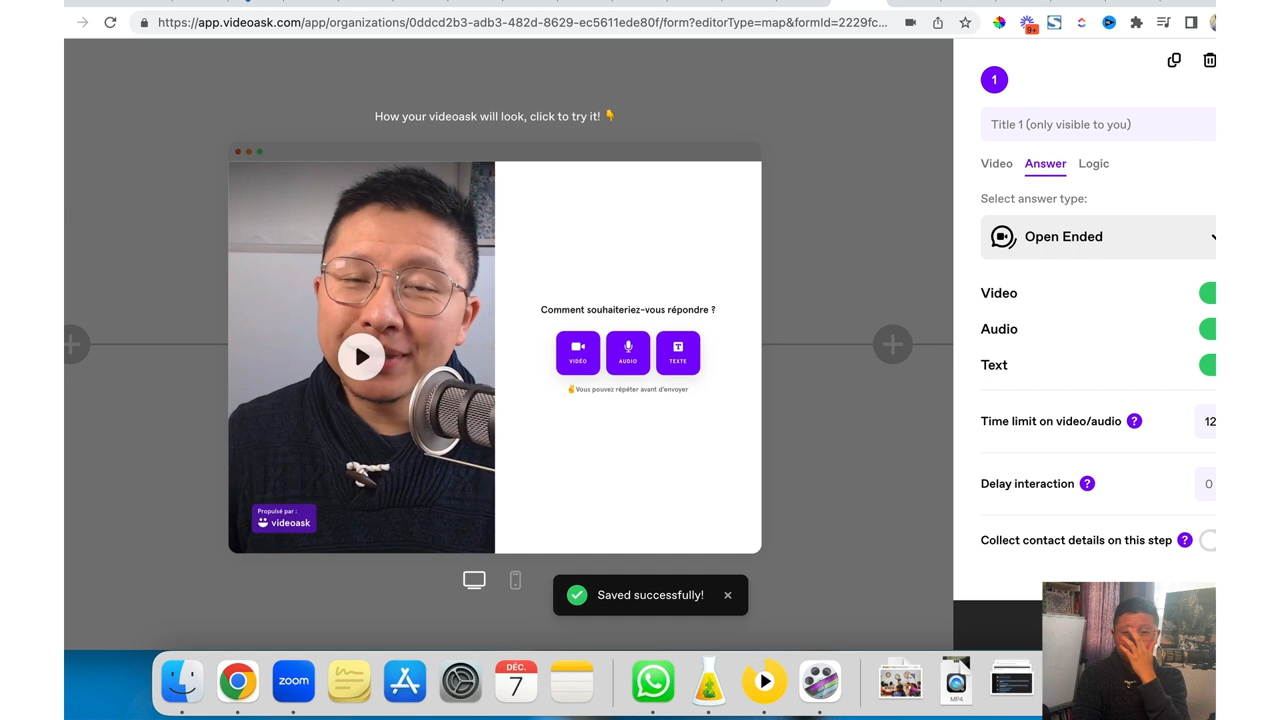 https://app.videoask.com/app/organizations/0ddcd2b3-adb3-482d-8629-ec5611ede80f/form?editorType=map&formId=2229fc...
9+
How your videoask will look, click to try it! 👇
1
Title 1 (only visible to you)
Video Answer Logic
Select answer type:
Open Ended
Video
Audio
Text
Time limit on video/audio ? 12
Delay interaction ? 0
Collect contact details on this step ?
Comment souhaiteriez-vous répondre ?
VIDÉO AUDIO TEXTE
✌Vous pouvez répéter avant d'envoyer
Propulsé par :
videoask
Saved successfully! ×
zoom
DÉC.
7
MP4